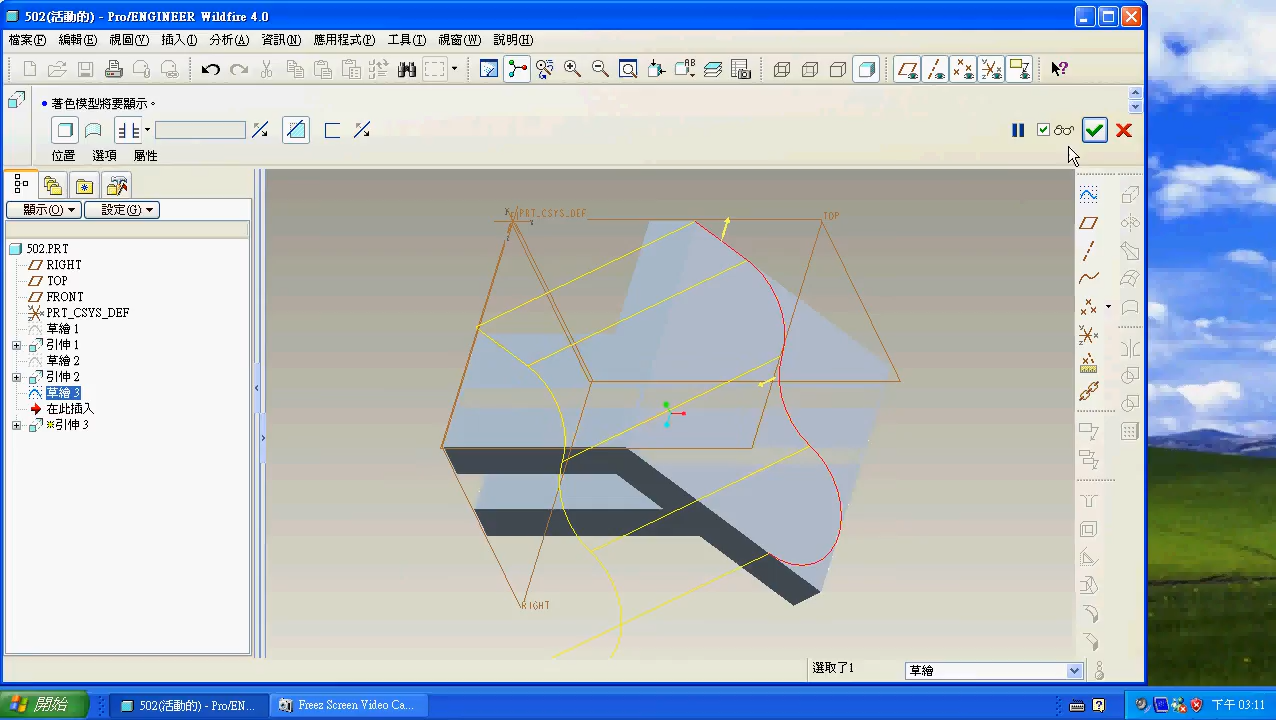 502(活動的) - Pro/ENGINEER Wildfire 4.0
檔案(F) 編輯(E) 視圖(V) 插入(I) 分析(A) 資訊(N) 應用程式(P) 工具(T) 視窗(W) 說明(H)
著色模型將要顯示。
位置 選項 屬性
顯示(O) 設定(G)
502.PRT
RIGHT
TOP
FRONT
PRT_CSYS_DEF
草繪 1
引伸 1
草繪 2
引伸 2
草繪 3
在此插入
※引伸 3
PRT_CSYS_DEF
TOP
RIGHT
選取了1
草繪
開始
502(活動的) - Pro/EN...
Freez Screen Video Ca...
下午 03:11